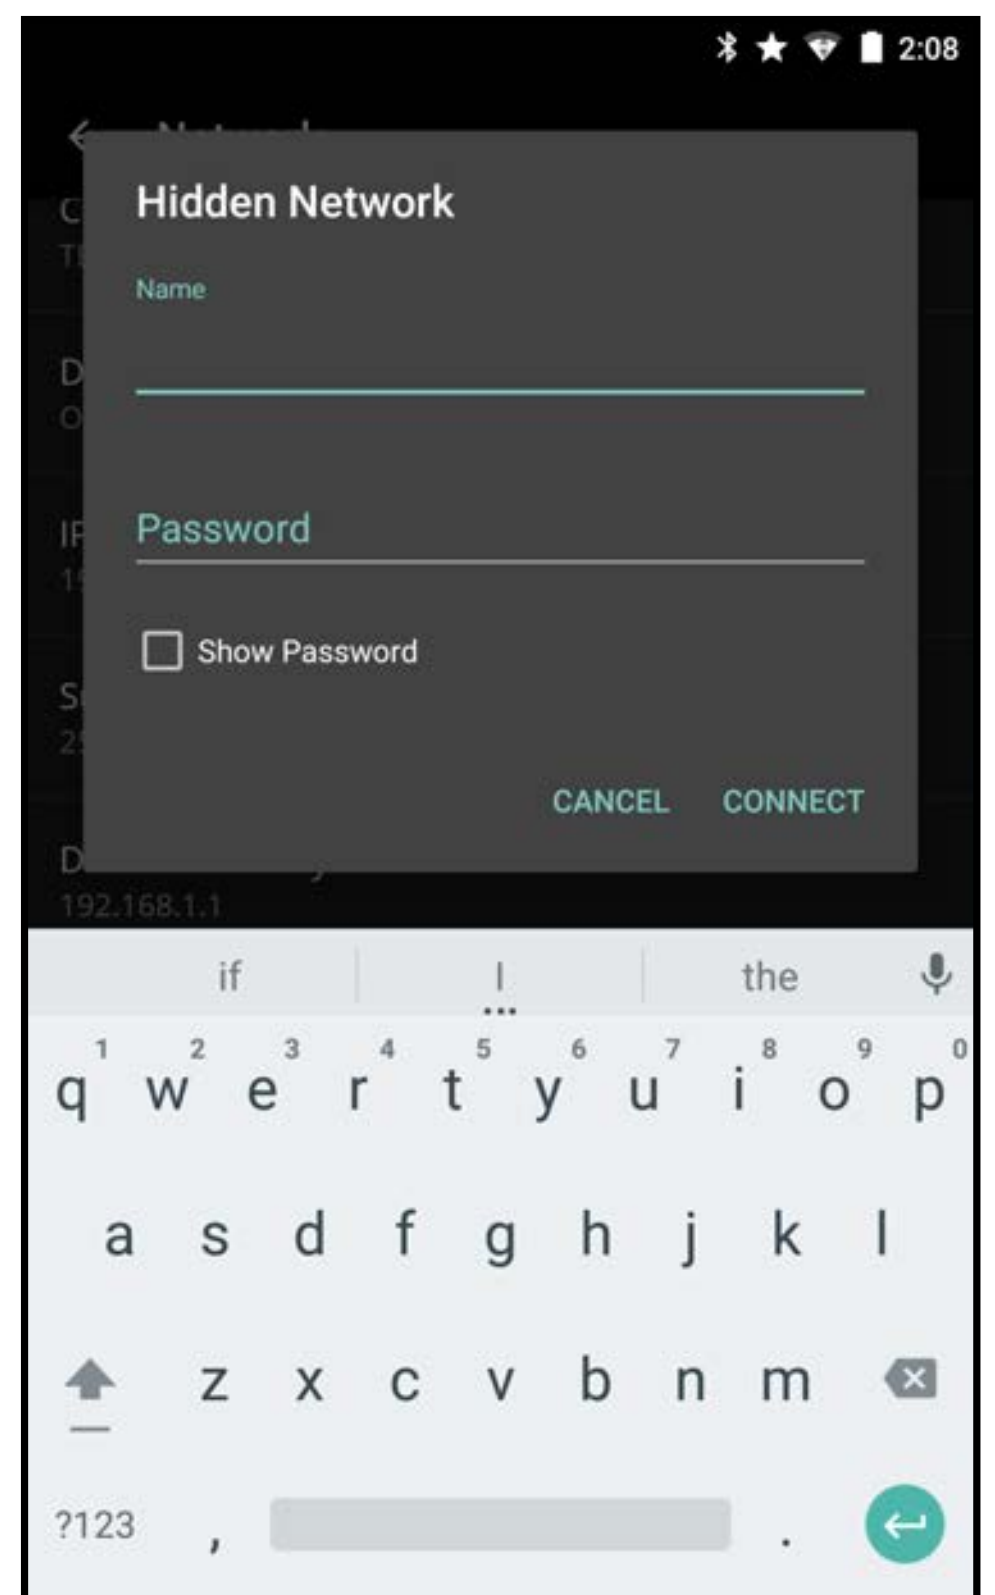 2:08
Hidden Network
Name
Password
Show Password
CANCEL CONNECT
192.168.1.1
if I the
1 2 3 4 5 6 7 8 9 0
q w e r t y u i o p
a s d f g h j k l
z x c v b n m
?123 , .